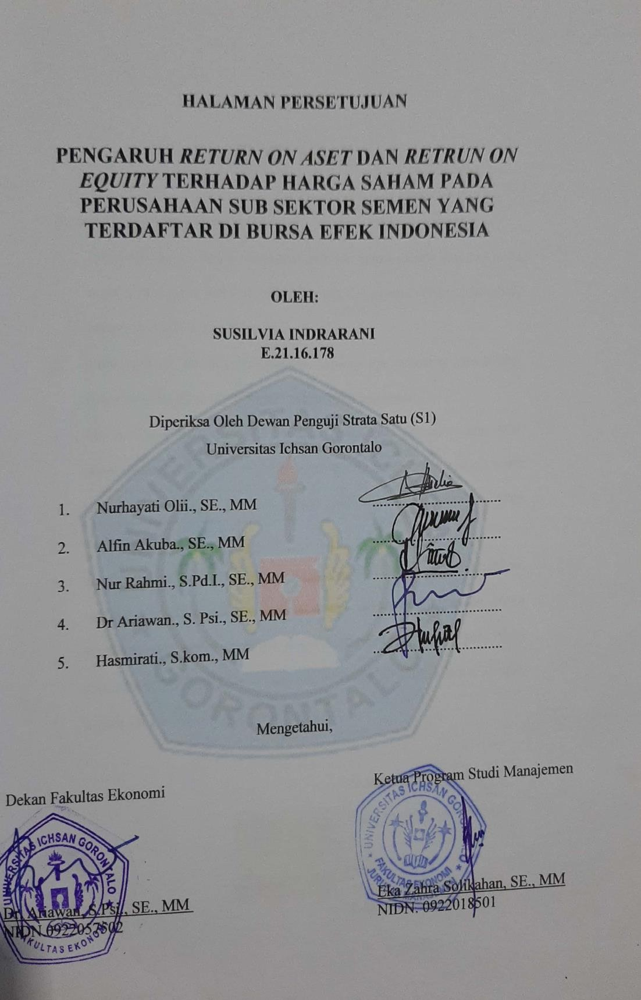 HALAMAN PERSETUJUAN
PENGARUH RETURN ON ASET DAN RETRUN ON
EQUITY TERHADAP HARGA SAHAM PADA
PERUSAHAAN SUB SEKTOR SEMEN YANG
TERDAFTAR DI BURSA EFEK INDONESIA
OLEH:
SUSILVIA INDRARANI
E.21.16.178
Diperiksa Oleh Dewan Penguji Strata Satu (S1)
Universitas Ichsan Gorontalo
1. Nurhayati Olii., SE., MM
2. Alfin Akuba., SE., MM
3. Nur Rahmi., S.Pd.I., SE., MM
4. Dr Ariawan., S. Psi., SE., MM
5. Hasmirati., S.kom., MM
UNIVERSITAS ICHSAN
GORONTALO
Mengetahui,
Dekan Fakultas Ekonomi
UNIVERSITAS ICHSAN GORONTALO
FAKULTAS EKONOMI
Dr. Ariawan, S.Psi., SE., MM
NIDN.0922057502
Ketua Program Studi Manajemen
UNIVERSITAS ICHSAN GORONTALO
FAKULTAS EKONOMI
JURUSAN MANAJEMEN
Eka Zahra Solikahan, SE., MM
NIDN. 0922018501